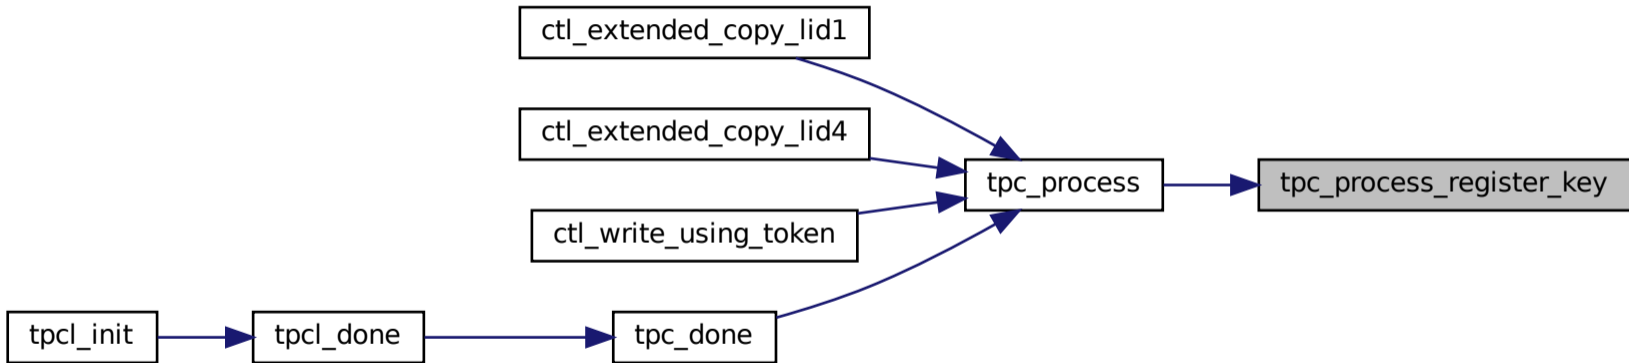 ctl_extended_copy_lid1
ctl_extended_copy_lid4
tpc_process
tpc_process_register_key
ctl_write_using_token
tpcl_init
tpcl_done
tpc_done